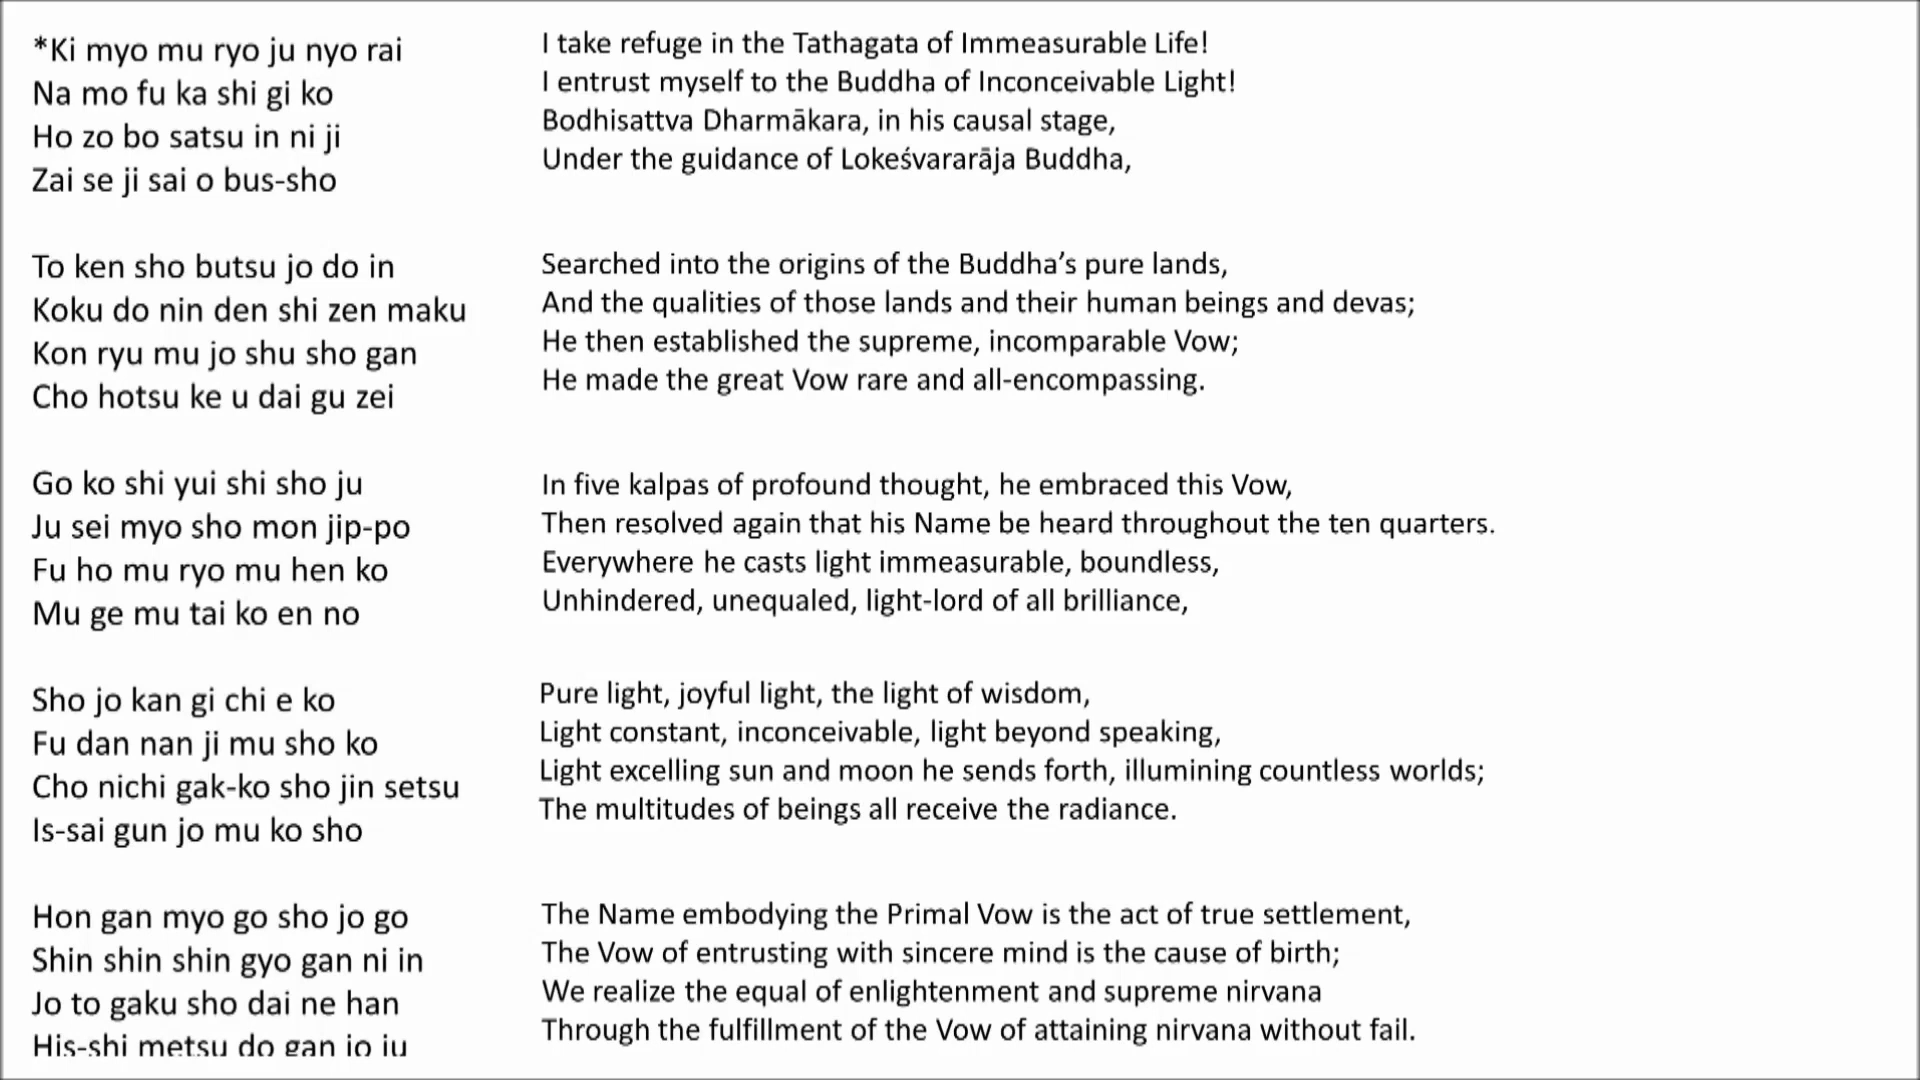 *Ki myo mu ryo ju nyo rai
Na mo fu ka shi gi ko
Ho zo bo satsu in ni ji
Zai se ji sai o bus-sho
To ken sho butsu jo do in
Koku do nin den shi zen maku
Kon ryu mu jo shu sho gan
Cho hotsu ke u dai gu zei
Go ko shi yui shi sho ju
Ju sei myo sho mon jip-po
Fu ho mu ryo mu hen ko
Mu ge mu tai ko en no
Sho jo kan gi chi e ko
Fu dan nan ji mu sho ko
Cho nichi gak-ko sho jin setsu
Is-sai gun jo mu ko sho
Hon gan myo go sho jo go
Shin shin shin gyo gan ni in
Jo to gaku sho dai ne han
His-shi metsu do gan jo ju
I take refuge in the Tathagata of Immeasurable Life!
I entrust myself to the Buddha of Inconceivable Light!
Bodhisattva Dharmākara, in his causal stage,
Under the guidance of Lokeśvararāja Buddha,
Searched into the origins of the Buddha’s pure lands,
And the qualities of those lands and their human beings and devas;
He then established the supreme, incomparable Vow;
He made the great Vow rare and all-encompassing.
In five kalpas of profound thought, he embraced this Vow,
Then resolved again that his Name be heard throughout the ten quarters.
Everywhere he casts light immeasurable, boundless,
Unhindered, unequaled, light-lord of all brilliance,
Pure light, joyful light, the light of wisdom,
Light constant, inconceivable, light beyond speaking,
Light excelling sun and moon he sends forth, illumining countless worlds;
The multitudes of beings all receive the radiance.
The Name embodying the Primal Vow is the act of true settlement,
The Vow of entrusting with sincere mind is the cause of birth;
We realize the equal of enlightenment and supreme nirvana
Through the fulfillment of the Vow of attaining nirvana without fail.